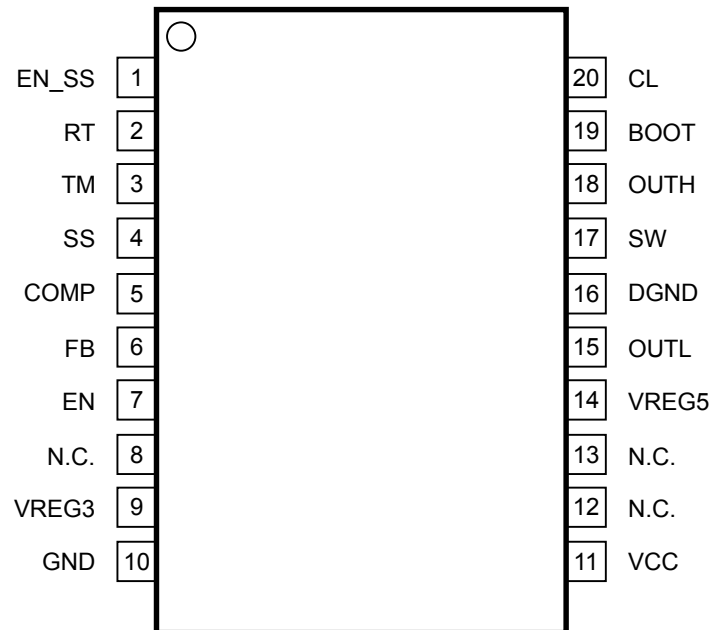 EN_SS 1 20 CL
RT 2 19 BOOT
TM 3 18 OUTH
SS 4 17 SW
COMP 5 16 DGND
FB 6 15 OUTL
EN 7 14 VREG5
N.C. 8 13 N.C.
VREG3 9 12 N.C.
GND 10 11 VCC